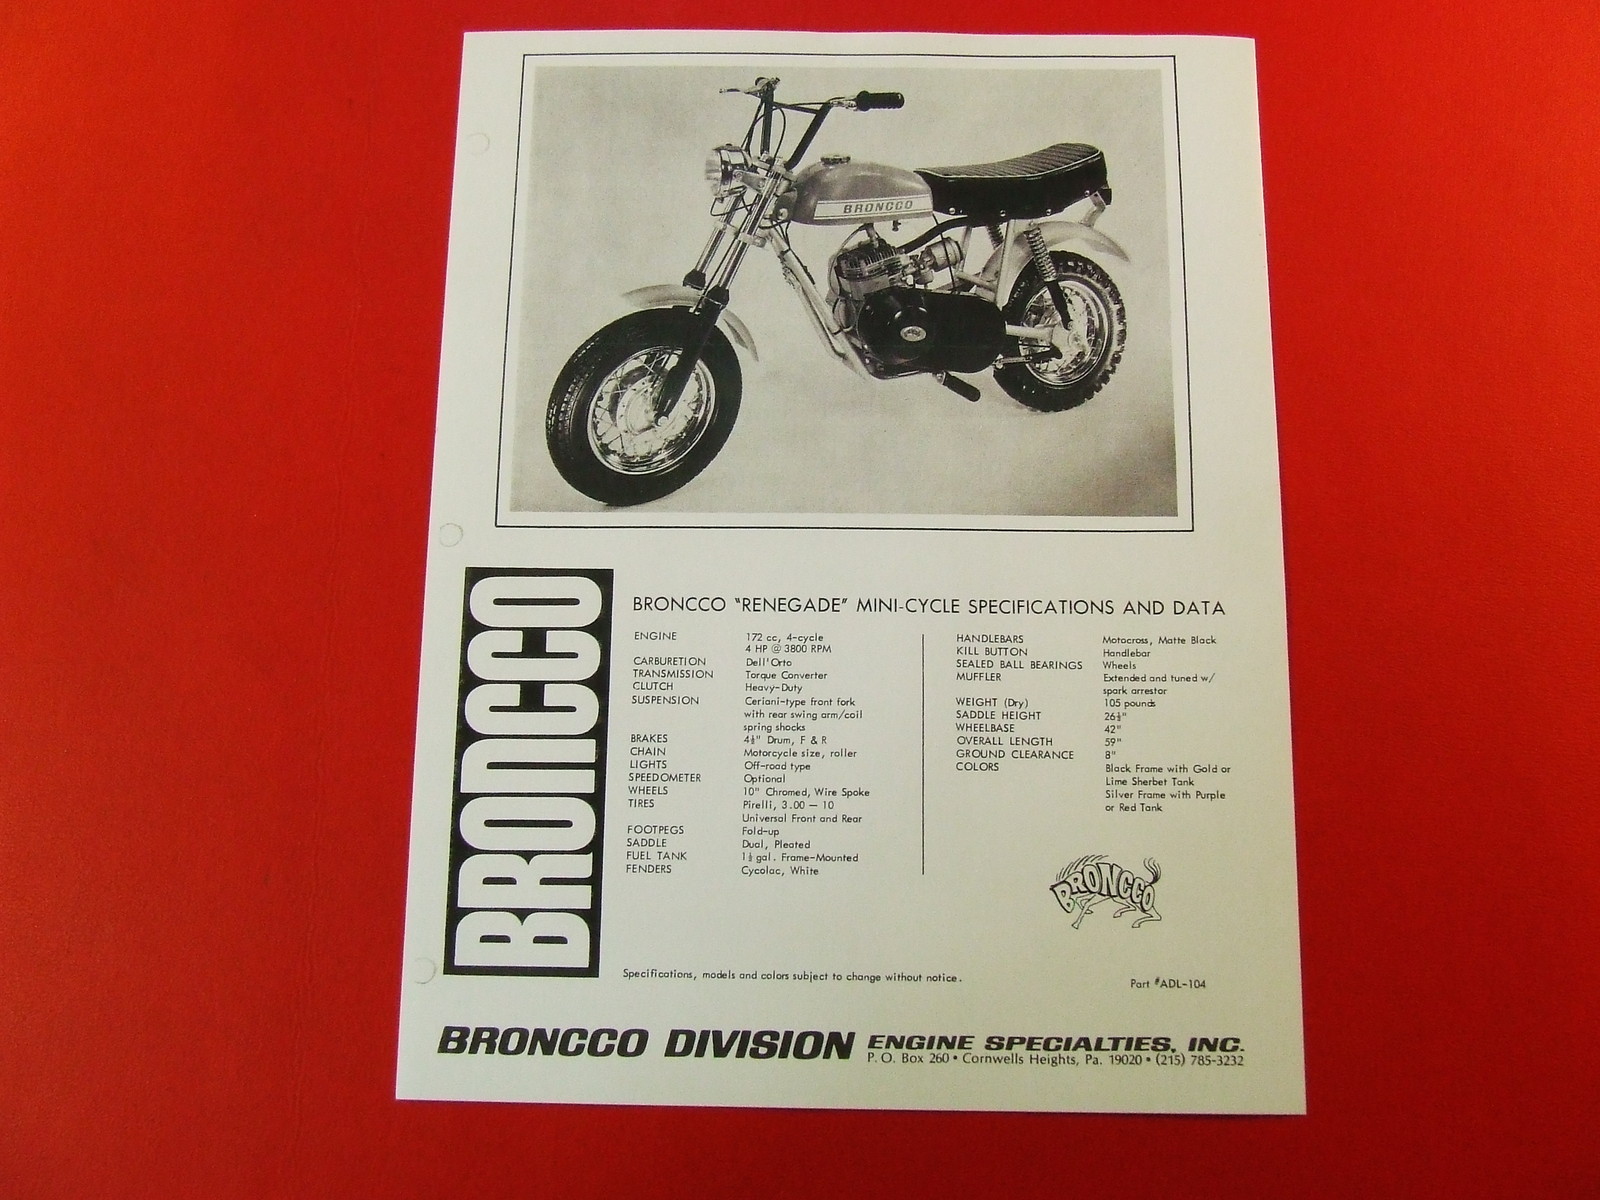 BRONCCO
BRONCCO
BRONCCO "RENEGADE" MINI-CYCLE SPECIFICATIONS AND DATA
ENGINE 172 cc, 4-cycle
4 HP @ 3800 RPM
CARBURETION Dell'Orto
TRANSMISSION Torque Converter
CLUTCH Heavy-Duty
SUSPENSION Ceriani-type front fork
with rear swing arm/coil
spring shocks
BRAKES 4½" Drum, F & R
CHAIN Motorcycle size, roller
LIGHTS Off-road type
SPEEDOMETER Optional
WHEELS 10" Chromed, Wire Spoke
TIRES Pirelli, 3.00 — 10
Universal Front and Rear
FOOTPEGS Fold-up
SADDLE Dual, Pleated
FUEL TANK 1½ gal. Frame-Mounted
FENDERS Cycolac, White
HANDLEBARS Motocross, Matte Black
KILL BUTTON Handlebar
SEALED BALL BEARINGS Wheels
MUFFLER Extended and tuned w/
spark arrestor
WEIGHT (Dry) 105 pounds
SADDLE HEIGHT 26½"
WHEELBASE 42"
OVERALL LENGTH 59"
GROUND CLEARANCE 8"
COLORS Black Frame with Gold or
Lime Sherbet Tank
Silver Frame with Purple
or Red Tank
BRONCCO
Specifications, models and colors subject to change without notice.
Part #ADL-104
BRONCCO DIVISION ENGINE SPECIALTIES, INC.
P. O. Box 260 • Cornwells Heights, Pa. 19020 • (215) 785-3232